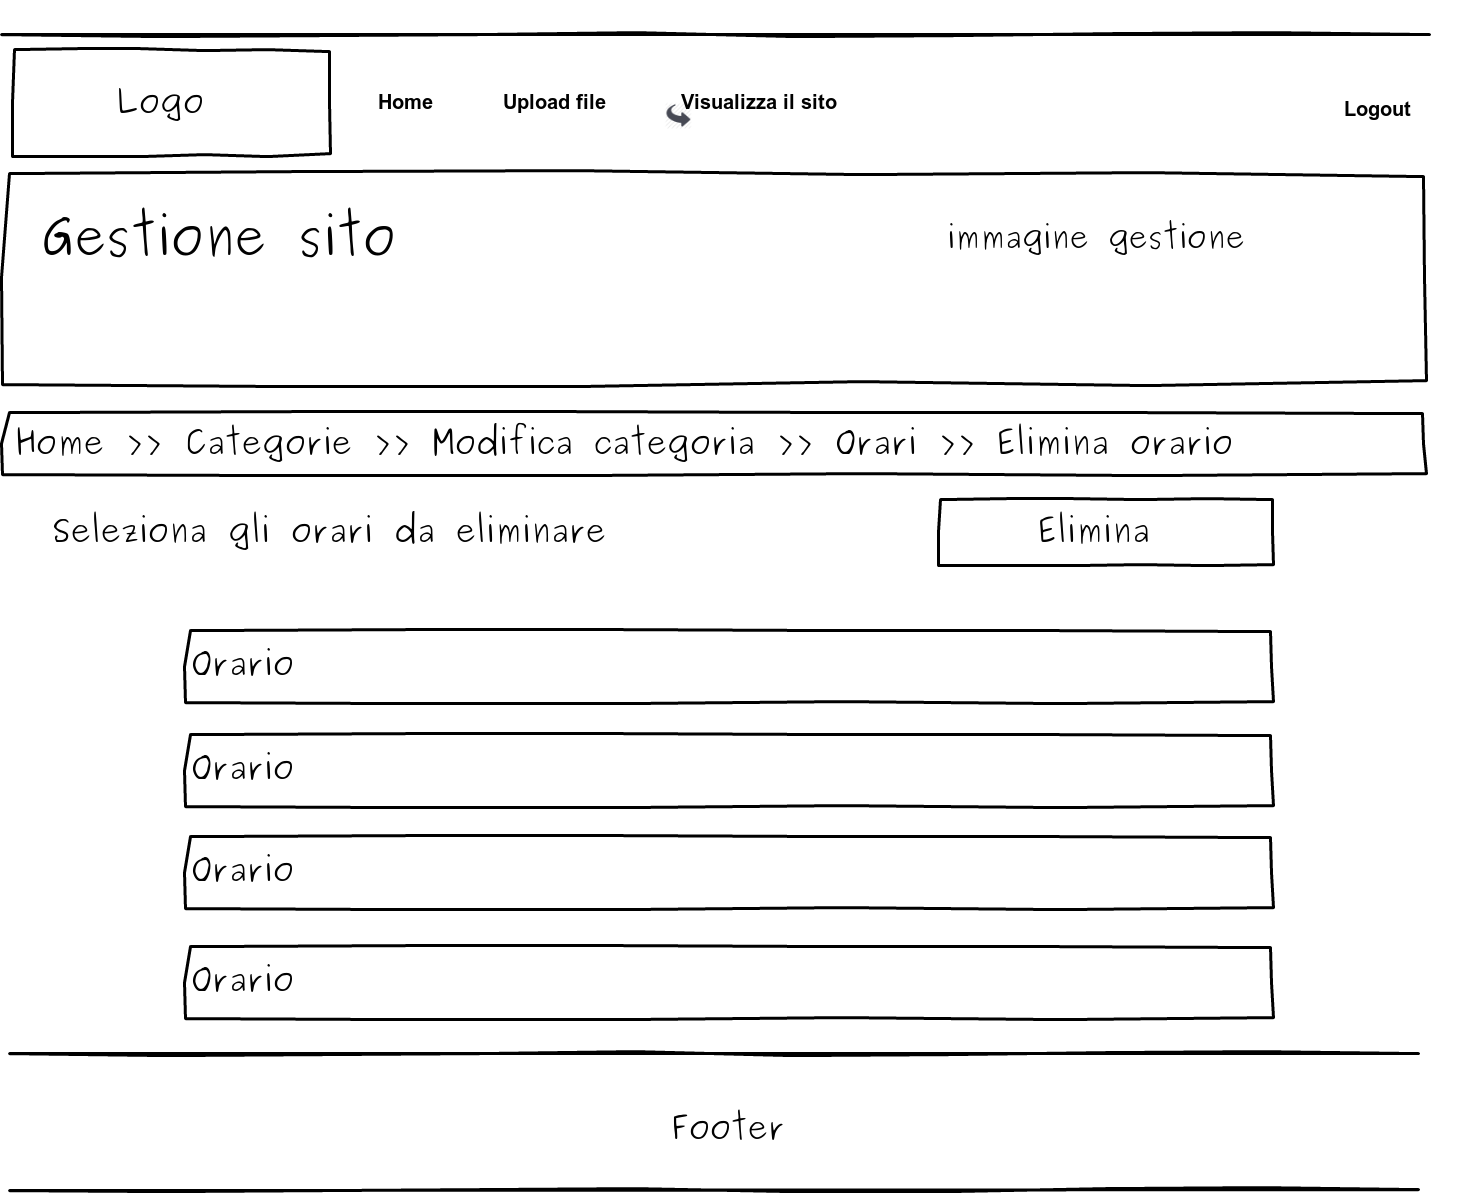 Logo
Home Upload file Visualizza il sito Logout
Gestione sito immagine gestione
Home >> Categorie >> Modifica categoria >> Orari >> Elimina orario
Seleziona gli orari da eliminare Elimina
Orario
Orario
Orario
Orario
Footer